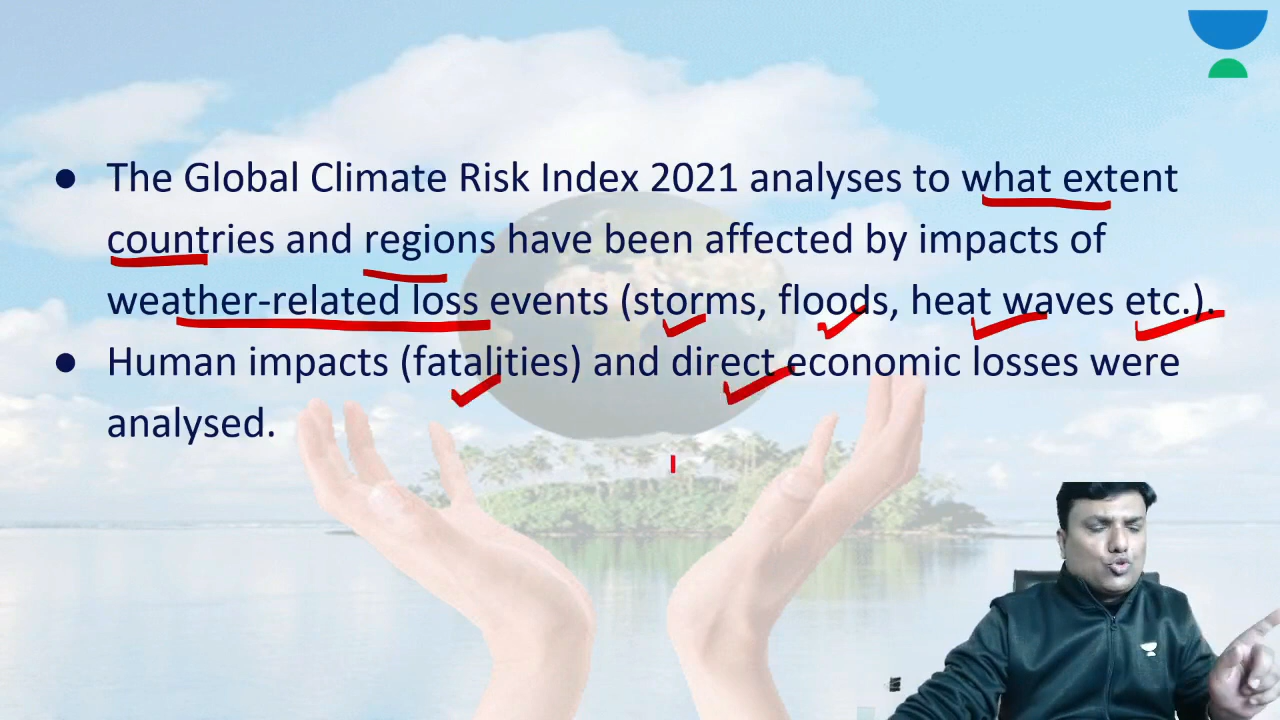 ● The Global Climate Risk Index 2021 analyses to what extent
countries and regions have been affected by impacts of
weather-related loss events (storms, floods, heat waves etc.).
● Human impacts (fatalities) and direct economic losses were
analysed.